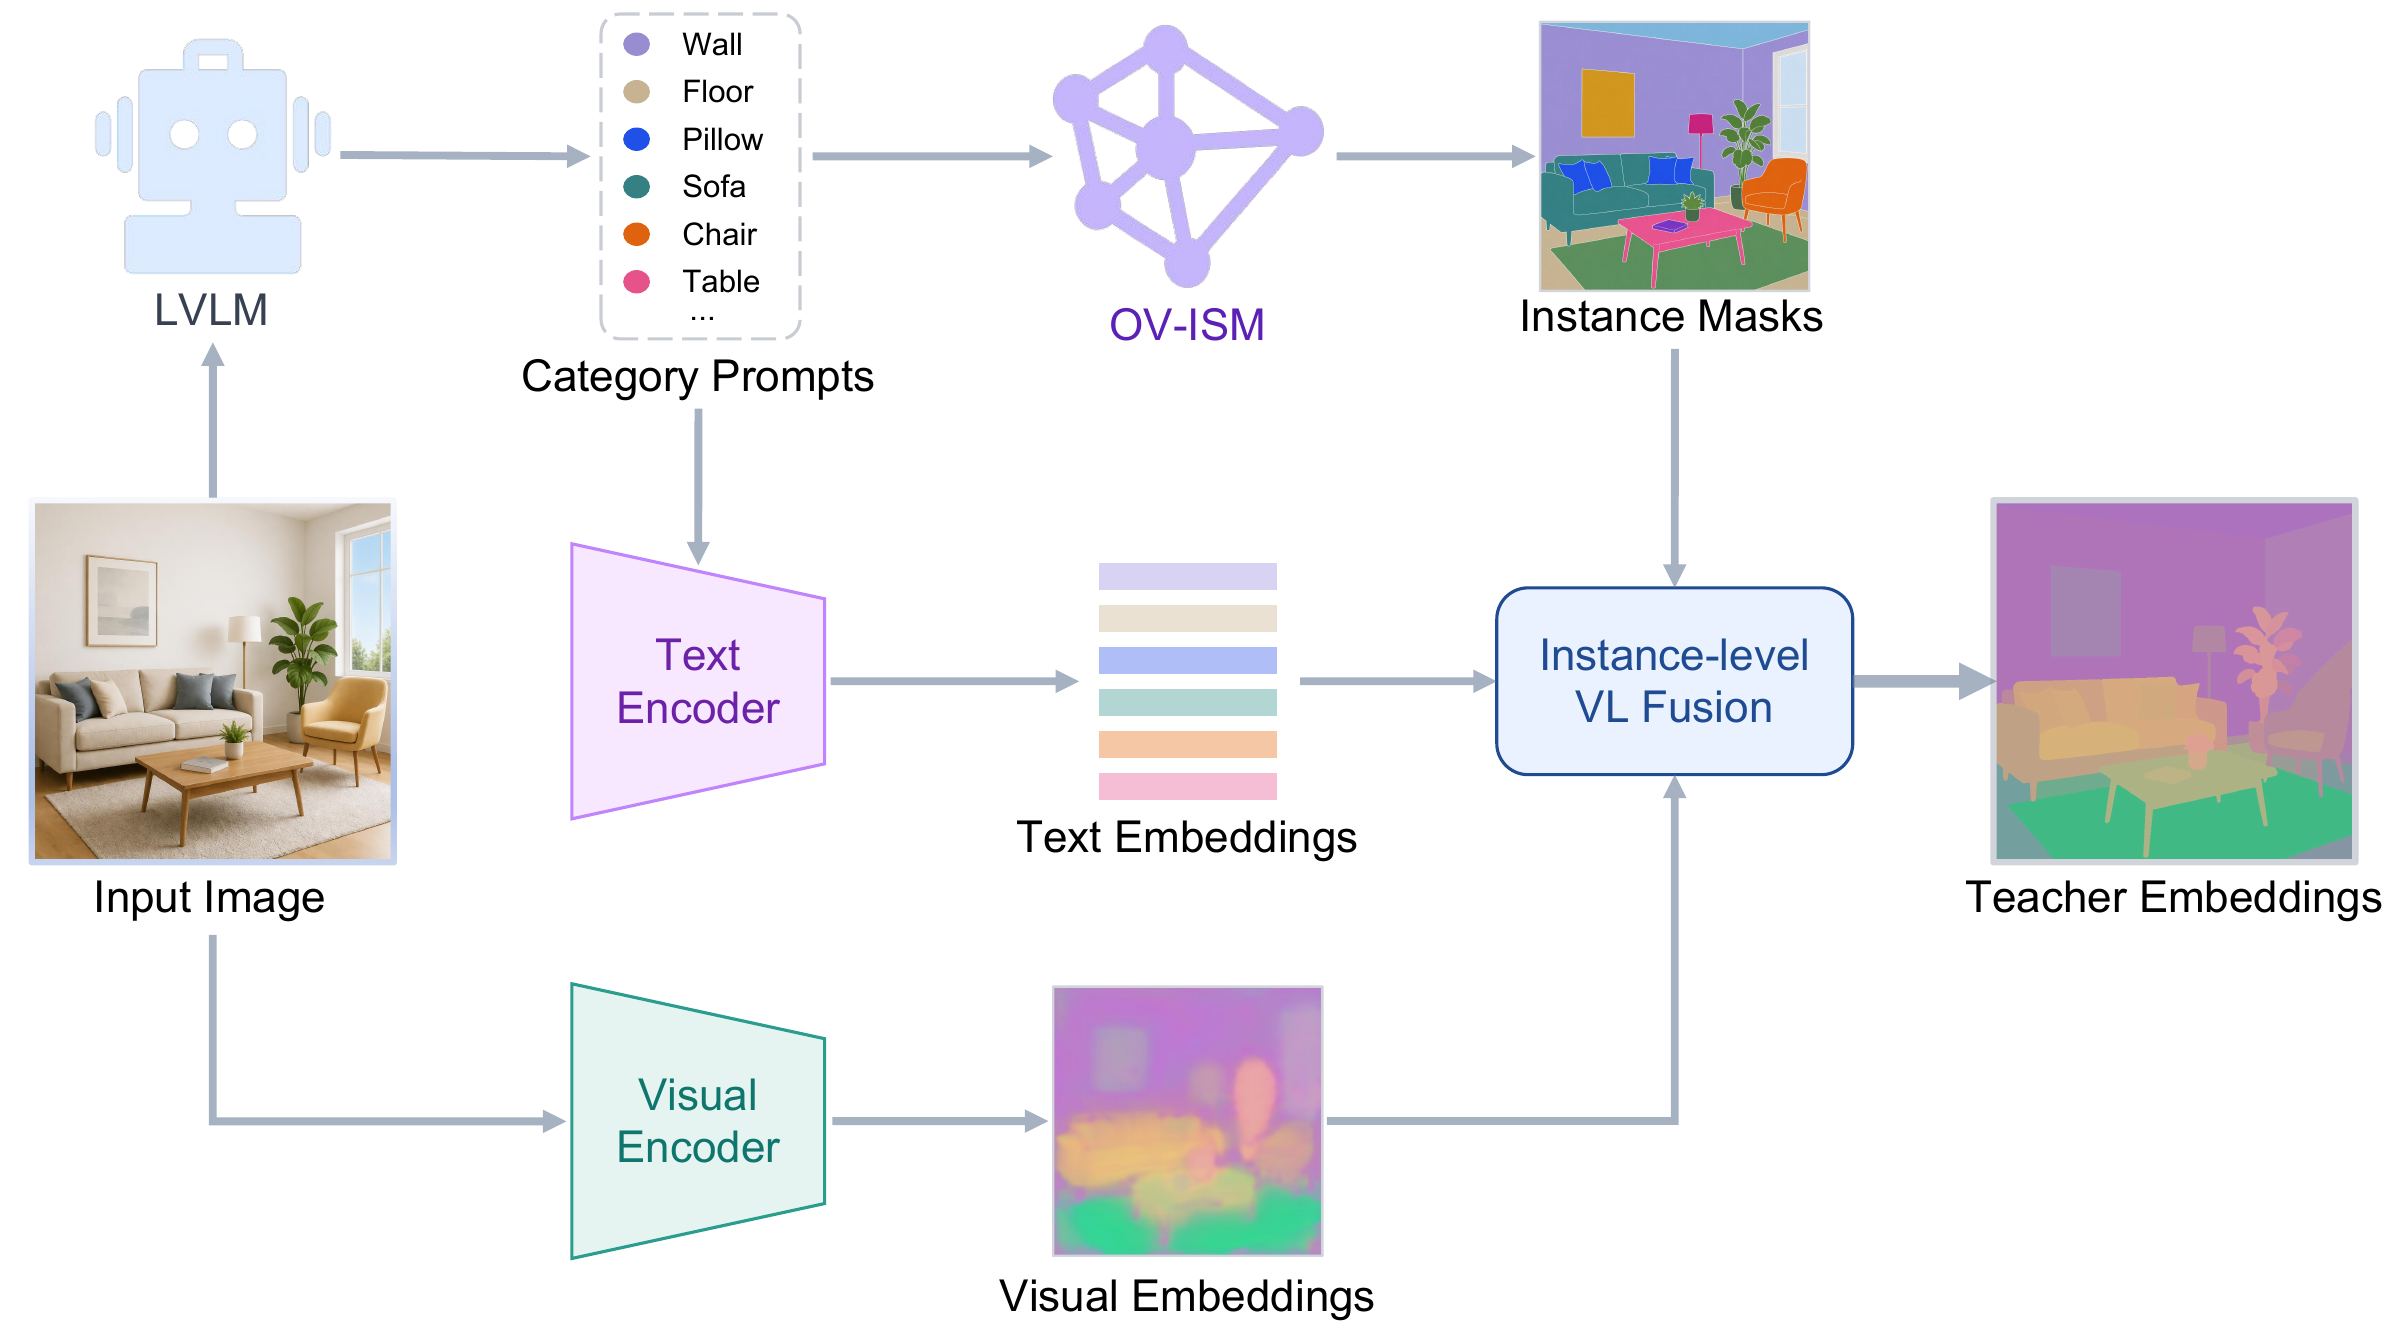 LVLM
Wall
Floor
Pillow
Sofa
Chair
Table
...
Category Prompts
OV-ISM
Instance Masks
Input Image
Text
Encoder
Text Embeddings
Instance-level
VL Fusion
Teacher Embeddings
Visual
Encoder
Visual Embeddings